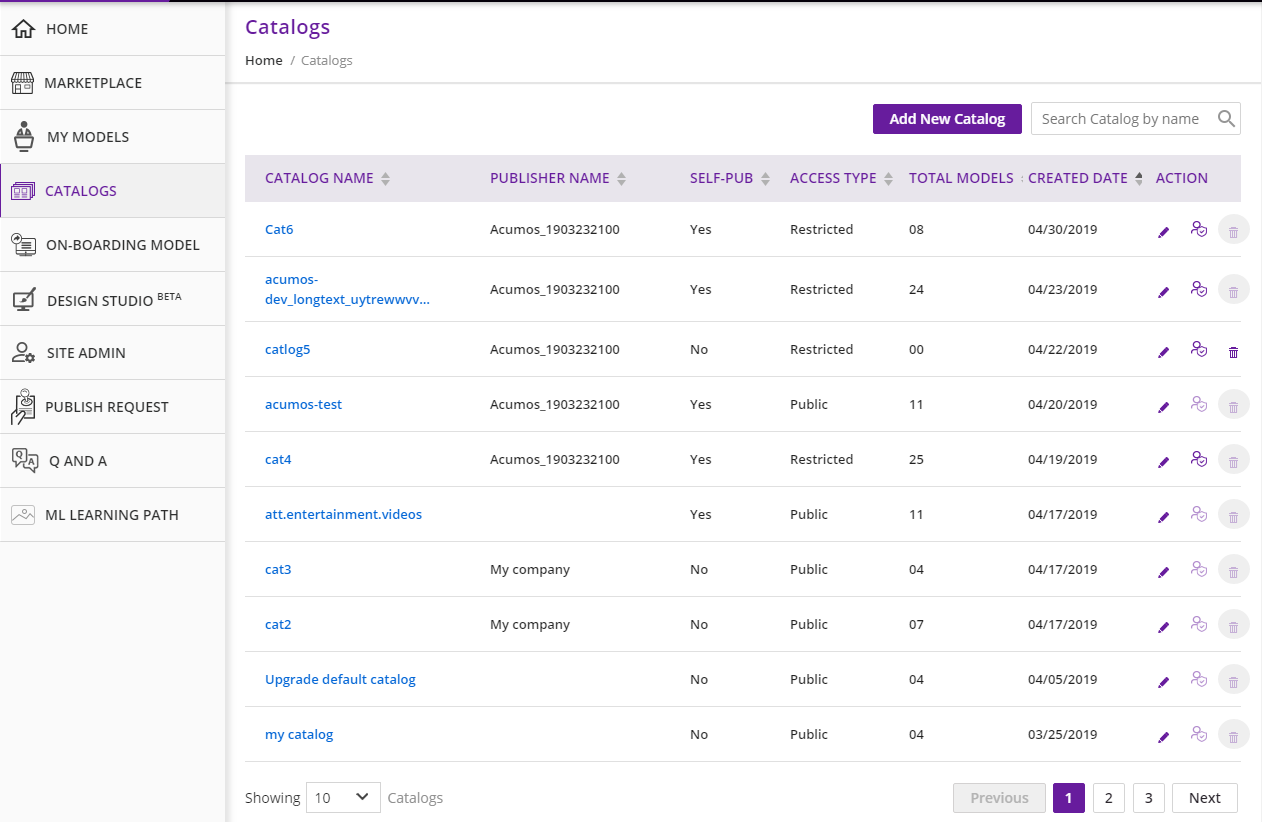 HOME
MARKETPLACE
MY MODELS
CATALOGS
ON-BOARDING MODEL
DESIGN STUDIO BETA
SITE ADMIN
PUBLISH REQUEST
Q AND A
ML LEARNING PATH
Catalogs
Home / Catalogs
Add New Catalog Search Catalog by name
CATALOG NAME PUBLISHER NAME SELF-PUB ACCESS TYPE TOTAL MODELS CREATED DATE ACTION
Cat6 Acumos_1903232100 Yes Restricted 08 04/30/2019
acumos-
dev_longtext_uytrewwvv... Acumos_1903232100 Yes Restricted 24 04/23/2019
catlog5 Acumos_1903232100 No Restricted 00 04/22/2019
acumos-test Acumos_1903232100 Yes Public 11 04/20/2019
cat4 Acumos_1903232100 Yes Restricted 25 04/19/2019
att.entertainment.videos Yes Public 11 04/17/2019
cat3 My company No Public 04 04/17/2019
cat2 My company No Public 07 04/17/2019
Upgrade default catalog No Public 04 04/05/2019
my catalog No Public 04 03/25/2019
Showing 10 Catalogs Previous 1 2 3 Next